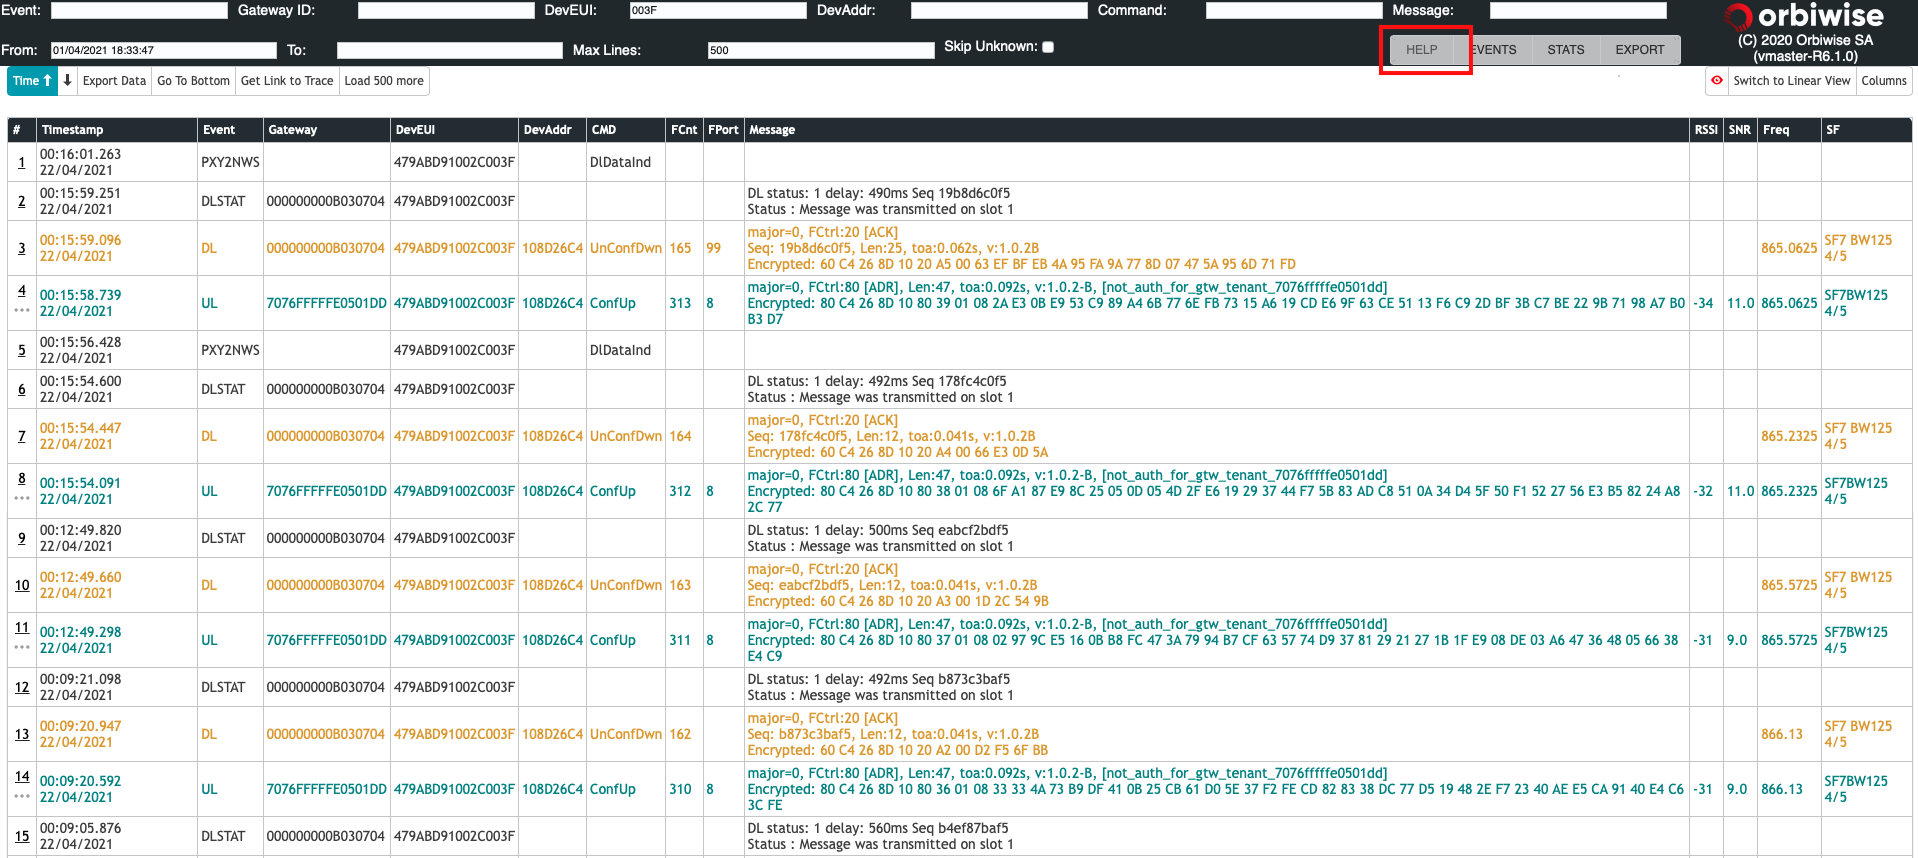 Event: Gateway ID: DevEUI: 003F DevAddr: Command: Message:
orbiwise
(C) 2020 Orbiwise SA
(vmaster-R6.1.0)
From: 01/04/2021 18:33:47 To: Max Lines: 500 Skip Unknown:
HELP EVENTS STATS EXPORT
Time ↑ ↓ Export Data Go To Bottom Get Link to Trace Load 500 more
Switch to Linear View Columns
# Timestamp Event Gateway DevEUI DevAddr CMD FCnt FPort Message RSSI SNR Freq SF
1 00:16:01.263 22/04/2021 PXY2NWS 479ABD91002C003F DlDataInd
2 00:15:59.251 22/04/2021 DLSTAT 000000000B030704 479ABD91002C003F
DL status: 1 delay: 490ms Seq 19b8d6c0f5
Status : Message was transmitted on slot 1
3 00:15:59.096 22/04/2021 DL 000000000B030704 479ABD91002C003F 108D26C4 UnConfDwn 165 99
major=0, FCtrl:20 [ACK]
Seq: 19b8d6c0f5, Len:25, toa:0.062s, v:1.0.2B
Encrypted: 60 C4 26 8D 10 20 A5 00 63 EF BF EB 4A 95 FA 9A 77 8D 07 47 5A 95 6D 71 FD
865.0625 SF7 BW125 4/5
4 ••• 00:15:58.739 22/04/2021 UL 7076FFFFFE0501DD 479ABD91002C003F 108D26C4 ConfUp 313 8
major=0, FCtrl:80 [ADR], Len:47, toa:0.092s, v:1.0.2-B, [not_auth_for_gtw_tenant_7076fffffe0501dd]
Encrypted: 80 C4 26 8D 10 80 39 01 08 2A E3 0B E9 53 C9 89 A4 6B 77 6E FB 73 15 A6 19 CD E6 9F 63 CE 51 13 F6 C9 2D BF 3B C7 BE 22 9B 71 98 A7 B0
B3 D7
-34 11.0 865.0625 SF7BW125 4/5
5 00:15:56.428 22/04/2021 PXY2NWS 479ABD91002C003F DlDataInd
6 00:15:54.600 22/04/2021 DLSTAT 000000000B030704 479ABD91002C003F
DL status: 1 delay: 492ms Seq 178fc4c0f5
Status : Message was transmitted on slot 1
7 00:15:54.447 22/04/2021 DL 000000000B030704 479ABD91002C003F 108D26C4 UnConfDwn 164
major=0, FCtrl:20 [ACK]
Seq: 178fc4c0f5, Len:12, toa:0.041s, v:1.0.2B
Encrypted: 60 C4 26 8D 10 20 A4 00 66 E3 0D 5A
865.2325 SF7 BW125 4/5
8 ••• 00:15:54.091 22/04/2021 UL 7076FFFFFE0501DD 479ABD91002C003F 108D26C4 ConfUp 312 8
major=0, FCtrl:80 [ADR], Len:47, toa:0.092s, v:1.0.2-B, [not_auth_for_gtw_tenant_7076fffffe0501dd]
Encrypted: 80 C4 26 8D 10 80 38 01 08 6F A1 87 E9 8C 25 05 0D 05 4D 2F E6 19 29 37 44 F7 5B 83 AD C8 51 0A 34 D4 5F 50 F1 52 27 56 E3 B5 82 24 A8
2C 77
-32 11.0 865.2325 SF7BW125 4/5
9 00:12:49.820 22/04/2021 DLSTAT 000000000B030704 479ABD91002C003F
DL status: 1 delay: 500ms Seq eabcf2bdf5
Status : Message was transmitted on slot 1
10 00:12:49.660 22/04/2021 DL 000000000B030704 479ABD91002C003F 108D26C4 UnConfDwn 163
major=0, FCtrl:20 [ACK]
Seq: eabcf2bdf5, Len:12, toa:0.041s, v:1.0.2B
Encrypted: 60 C4 26 8D 10 20 A3 00 1D 2C 54 9B
865.5725 SF7 BW125 4/5
11 ••• 00:12:49.298 22/04/2021 UL 7076FFFFFE0501DD 479ABD91002C003F 108D26C4 ConfUp 311 8
major=0, FCtrl:80 [ADR], Len:47, toa:0.092s, v:1.0.2-B, [not_auth_for_gtw_tenant_7076fffffe0501dd]
Encrypted: 80 C4 26 8D 10 80 37 01 08 02 97 9C E5 16 0B B8 FC 47 3A 79 94 B7 CF 63 57 74 D9 37 81 29 21 27 1B 1F E9 08 DE 03 A6 47 36 48 05 66 38
E4 C9
-31 9.0 865.5725 SF7BW125 4/5
12 00:09:21.098 22/04/2021 DLSTAT 000000000B030704 479ABD91002C003F
DL status: 1 delay: 492ms Seq b873c3baf5
Status : Message was transmitted on slot 1
13 00:09:20.947 22/04/2021 DL 000000000B030704 479ABD91002C003F 108D26C4 UnConfDwn 162
major=0, FCtrl:20 [ACK]
Seq: b873c3baf5, Len:12, toa:0.041s, v:1.0.2B
Encrypted: 60 C4 26 8D 10 20 A2 00 D2 F5 6F BB
866.13 SF7 BW125 4/5
14 ••• 00:09:20.592 22/04/2021 UL 7076FFFFFE0501DD 479ABD91002C003F 108D26C4 ConfUp 310 8
major=0, FCtrl:80 [ADR], Len:47, toa:0.092s, v:1.0.2-B, [not_auth_for_gtw_tenant_7076fffffe0501dd]
Encrypted: 80 C4 26 8D 10 80 36 01 08 33 33 4A 73 B9 DF 41 0B 25 CB 61 D0 5E 37 F2 FE CD 82 83 38 DC 77 D5 19 48 2E F7 23 40 AE E5 CA 91 40 E4 C6
3C FE
-31 9.0 866.13 SF7BW125 4/5
15 00:09:05.876 22/04/2021 DLSTAT 000000000B030704 479ABD91002C003F
DL status: 1 delay: 560ms Seq b4ef87baf5
Status : Message was transmitted on slot 1